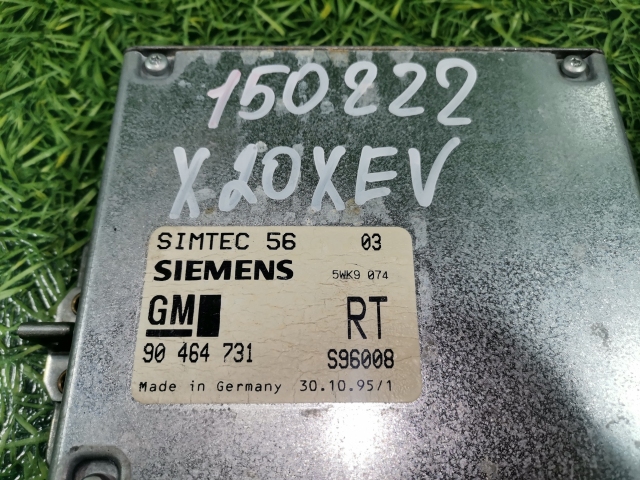 150222
X20XEV
SIMTEC 56 03
SIEMENS 5WK9 074
GM RT
90 464 731 S96008
Made in Germany 30.10.95/1